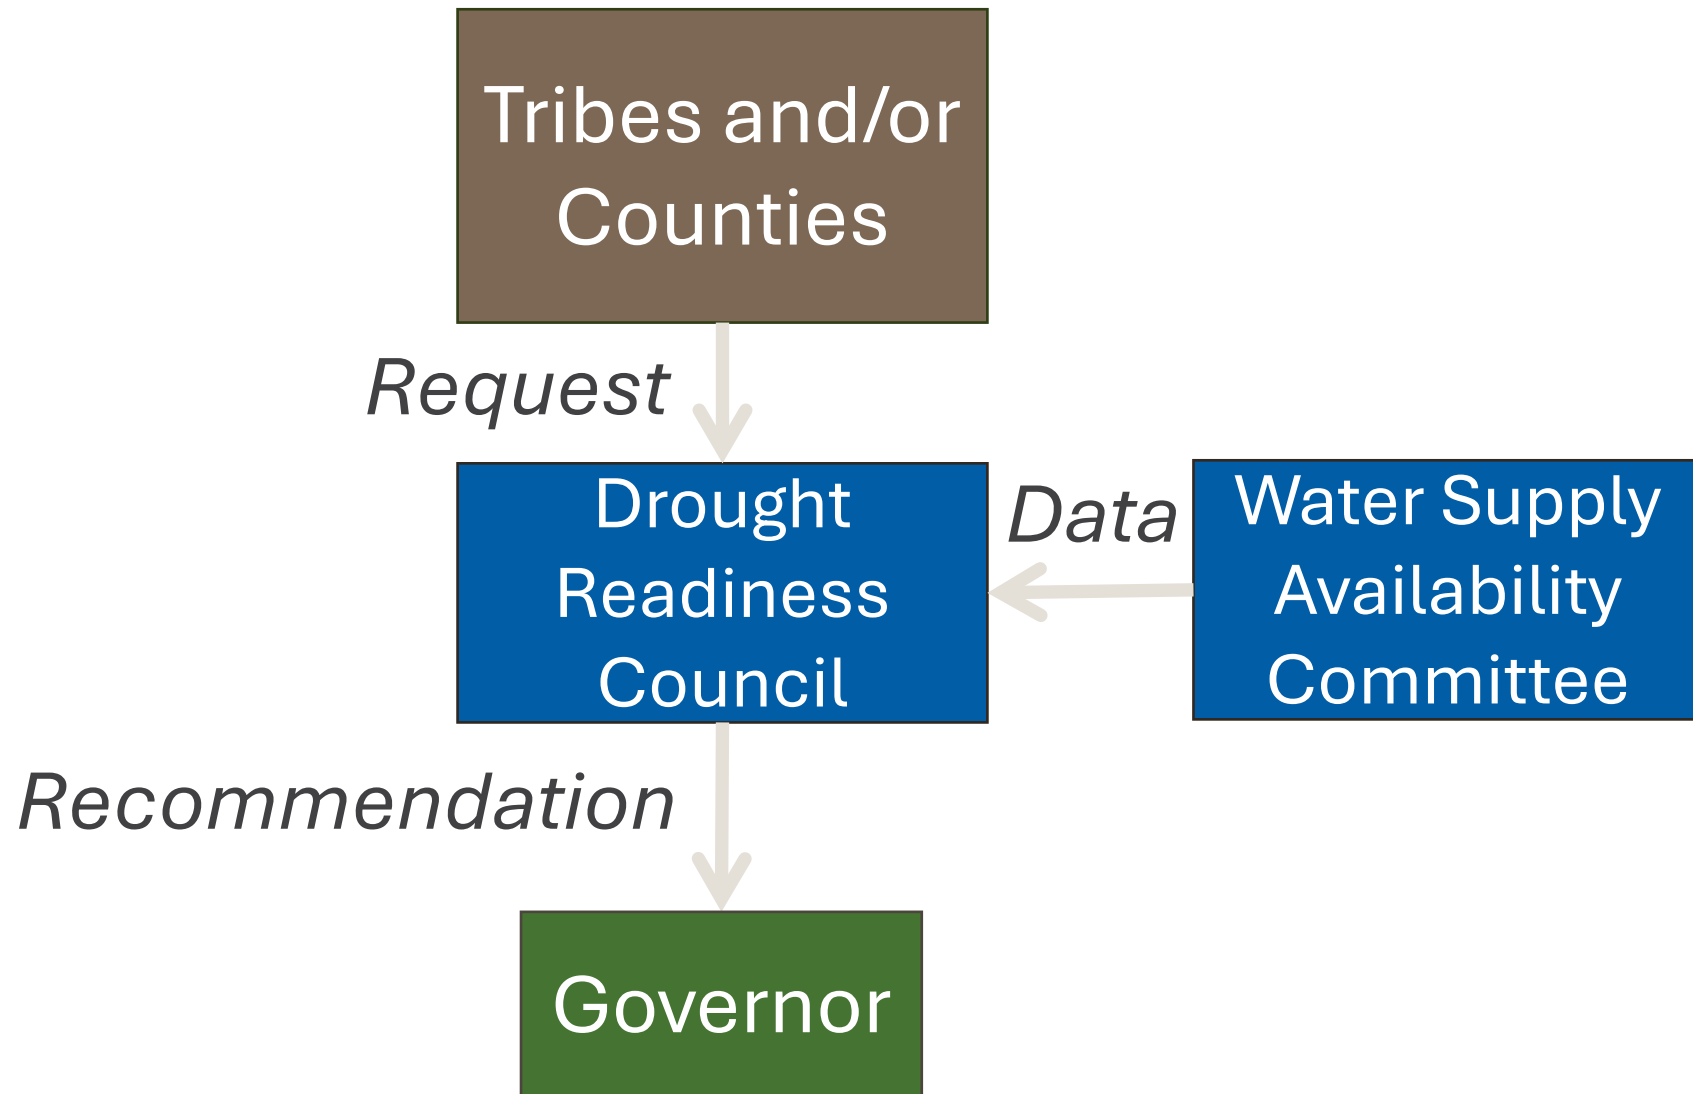 Tribes and/or
Counties
Request
Drought
Readiness
Council
Data
Water Supply
Availability
Committee
Recommendation
Governor